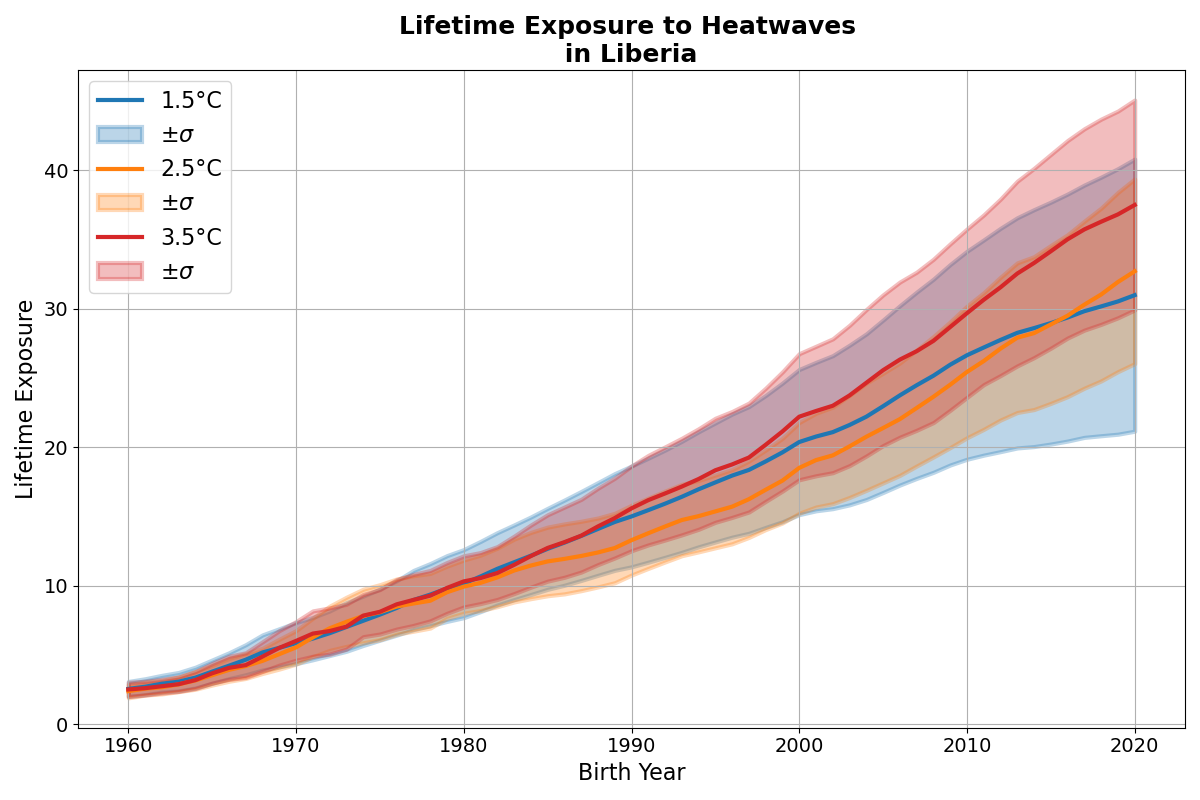 Lifetime Exposure to Heatwaves
in Liberia
1.5°C
±σ
2.5°C
±σ
3.5°C
±σ
Lifetime Exposure
40
30
20
10
0
1960 1970 1980 1990 2000 2010 2020
Birth Year